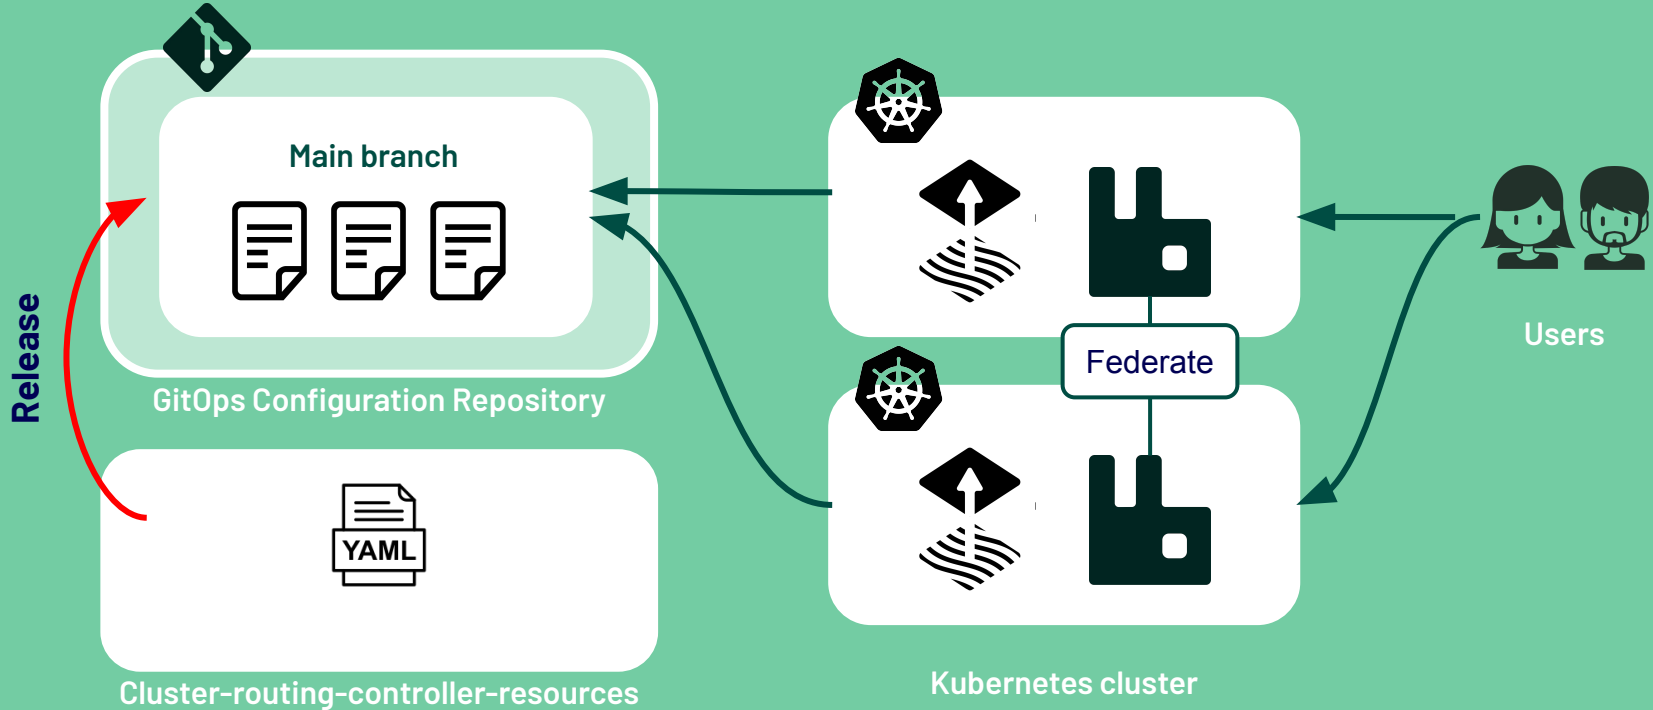 Main branch
Release
GitOps Configuration Repository
YAML
Cluster-routing-controller-resources
Federate
Kubernetes cluster
Users